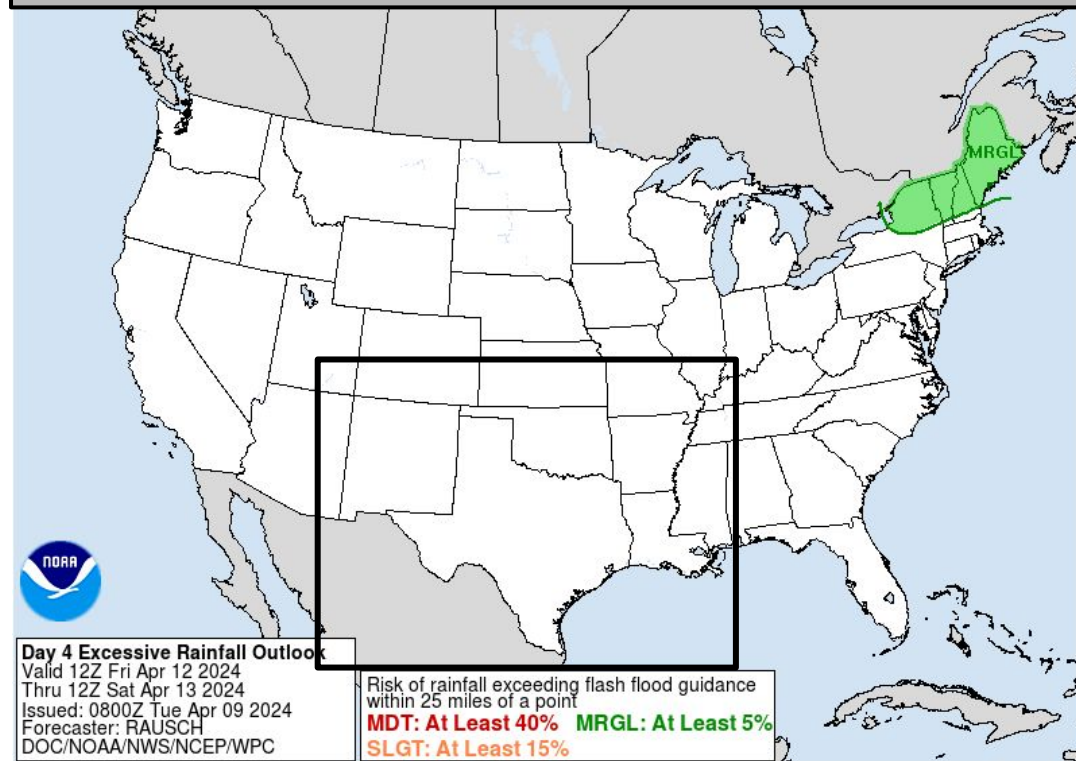 MRGL
NOAA
Day 4 Excessive Rainfall Outlook
Valid 12Z Fri Apr 12 2024
Thru 12Z Sat Apr 13 2024
Issued: 0800Z Tue Apr 09 2024
Forecaster: RAUSCH
DOC/NOAA/NWS/NCEP/WPC
Risk of rainfall exceeding flash flood guidance
within 25 miles of a point
MDT: At Least 40% MRGL: At Least 5%
SLGT: At Least 15%